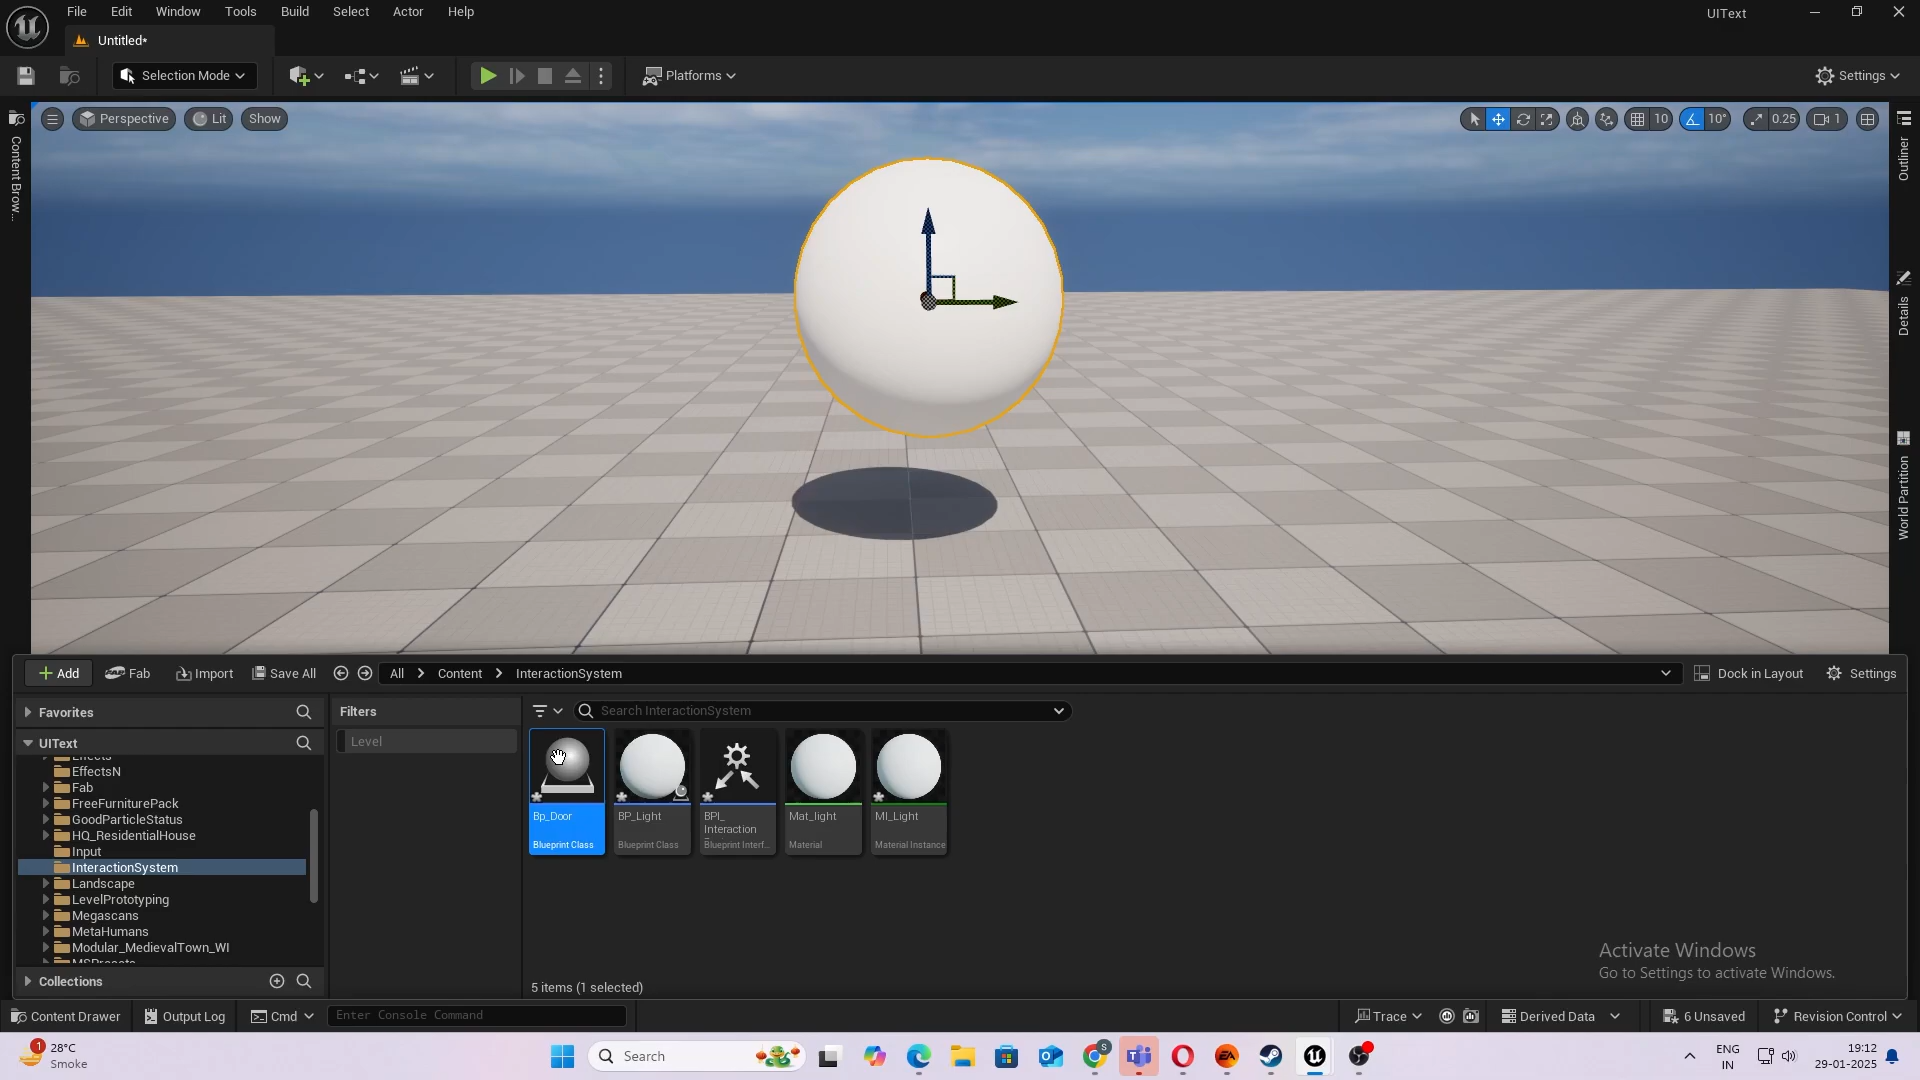 File Edit Window Tools Build Select Actor Help
UIText
Untitled*
Selection Mode
Platforms
Settings
Perspective
Lit
Show
10
10°
0.25
1
Content Brow...
Outliner
Details
World Partition
Add
Fab
Import
Save All
All > Content > InteractionSystem
Dock in Layout
Settings
Favorites
Filters
Search InteractionSystem
UIText
Level
EffectsN
Fab
FreeFurniturePack
GoodParticleStatus
HQ_ResidentialHouse
Input
InteractionSystem
Landscape
LevelPrototyping
Megascans
MetaHumans
Modular_MedievalTown_WI
Bp_Door
Blueprint Class
BP_Light
Blueprint Class
BPI_
Interaction
Blueprint Interf...
Mat_light
Material
MI_Light
Material Instance
Collections
5 items (1 selected)
Activate Windows
Go to Settings to activate Windows.
Content Drawer
Output Log
Cmd
Enter Console Command
Trace
Derived Data
6 Unsaved
Revision Control
1
28°C
Smoke
Search
ENG
IN
19:12
29-01-2025